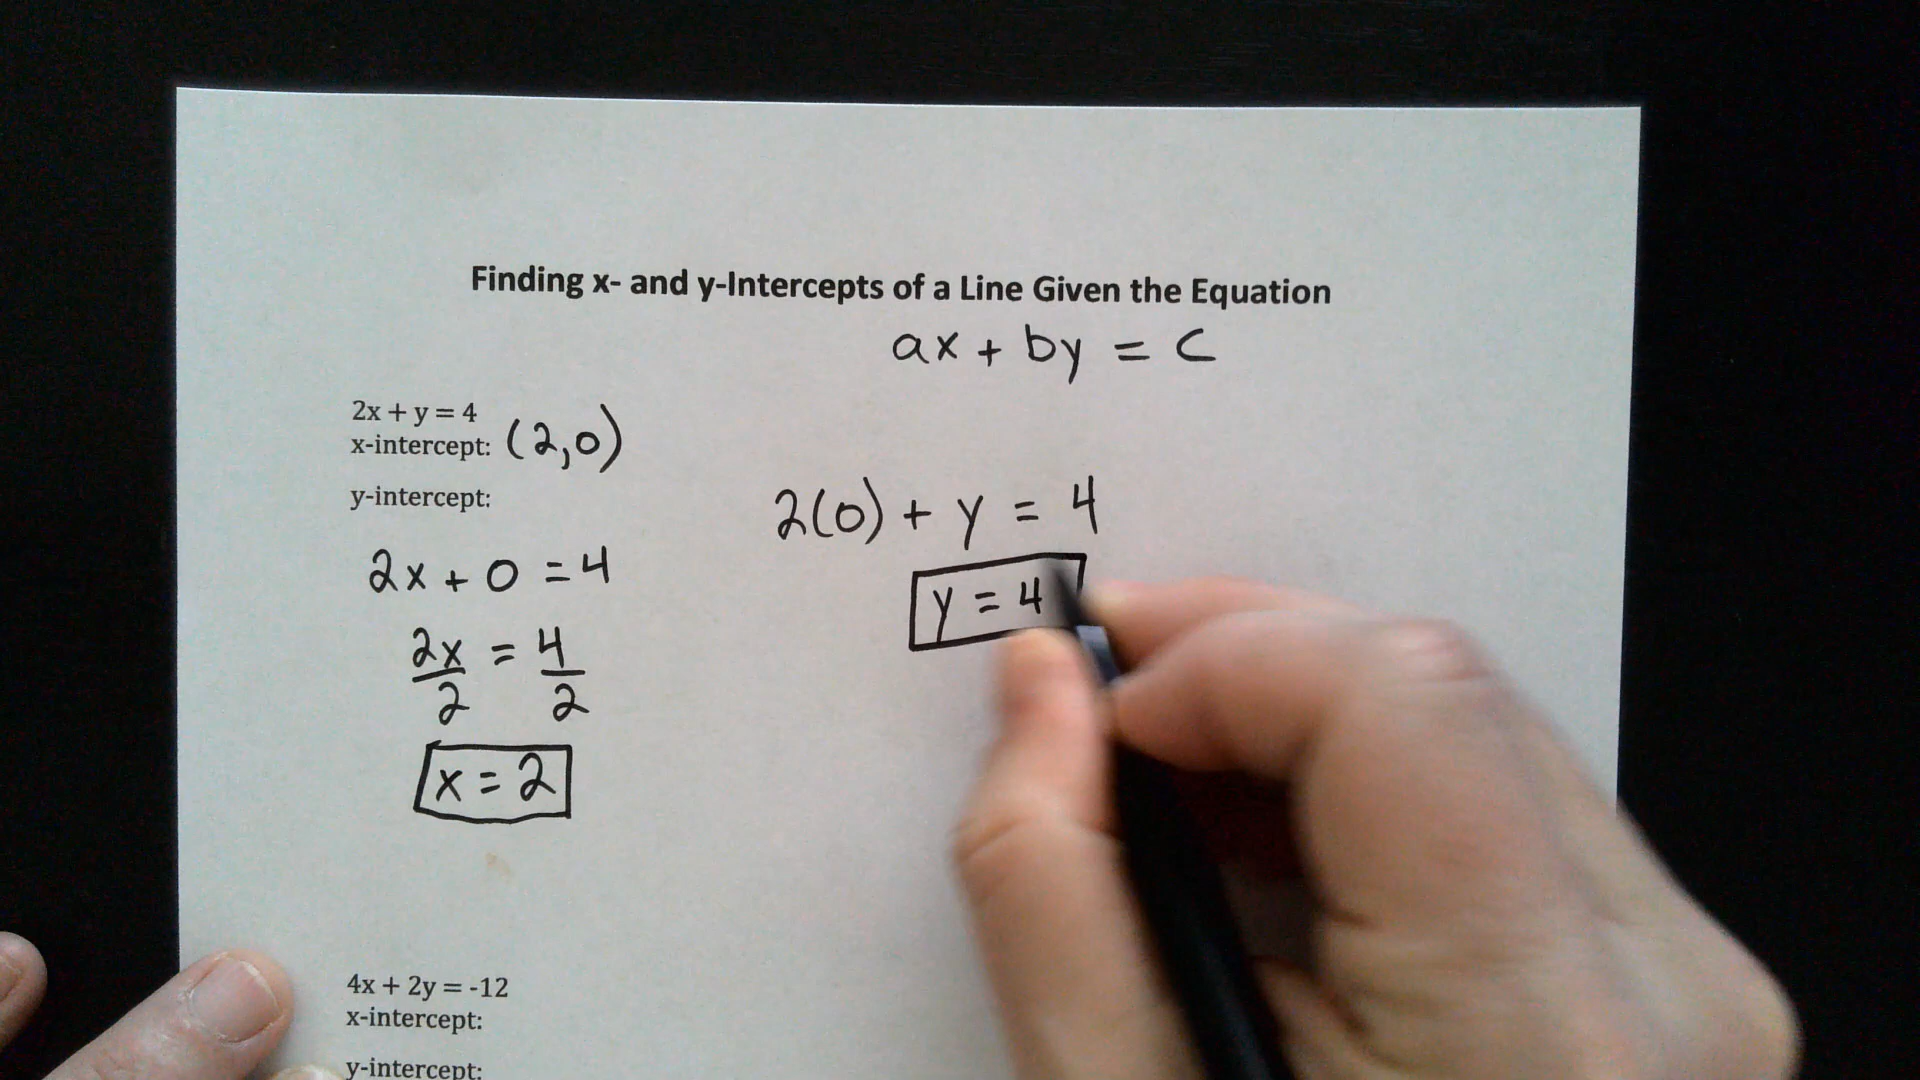 Finding x- and y-Intercepts of a Line Given the Equation
ax + by = c
2x + y = 4
x-intercept: (2,0)
y-intercept:
2x + 0 = 4
2x/2 = 4/2
x = 2
2(0) + y = 4
y = 4
4x + 2y = -12
x-intercept:
y-intercept: